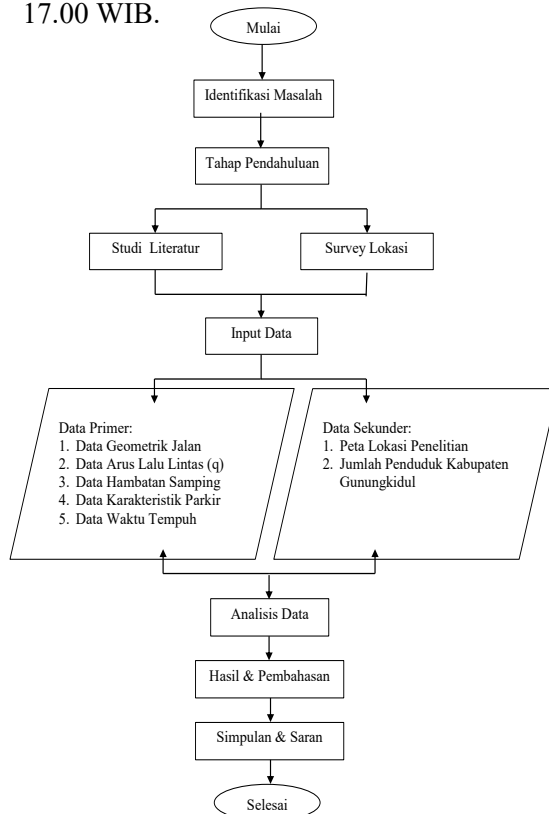 17.00 WIB.
Mulai
Identifikasi Masalah
Tahap Pendahuluan
Studi Literatur
Survey Lokasi
Input Data
Data Primer:
1. Data Geometrik Jalan
2. Data Arus Lalu Lintas (q)
3. Data Hambatan Samping
4. Data Karakteristik Parkir
5. Data Waktu Tempuh
Data Sekunder:
1. Peta Lokasi Penelitian
2. Jumlah Penduduk Kabupaten
Gunungkidul
Analisis Data
Hasil & Pembahasan
Simpulan & Saran
Selesai